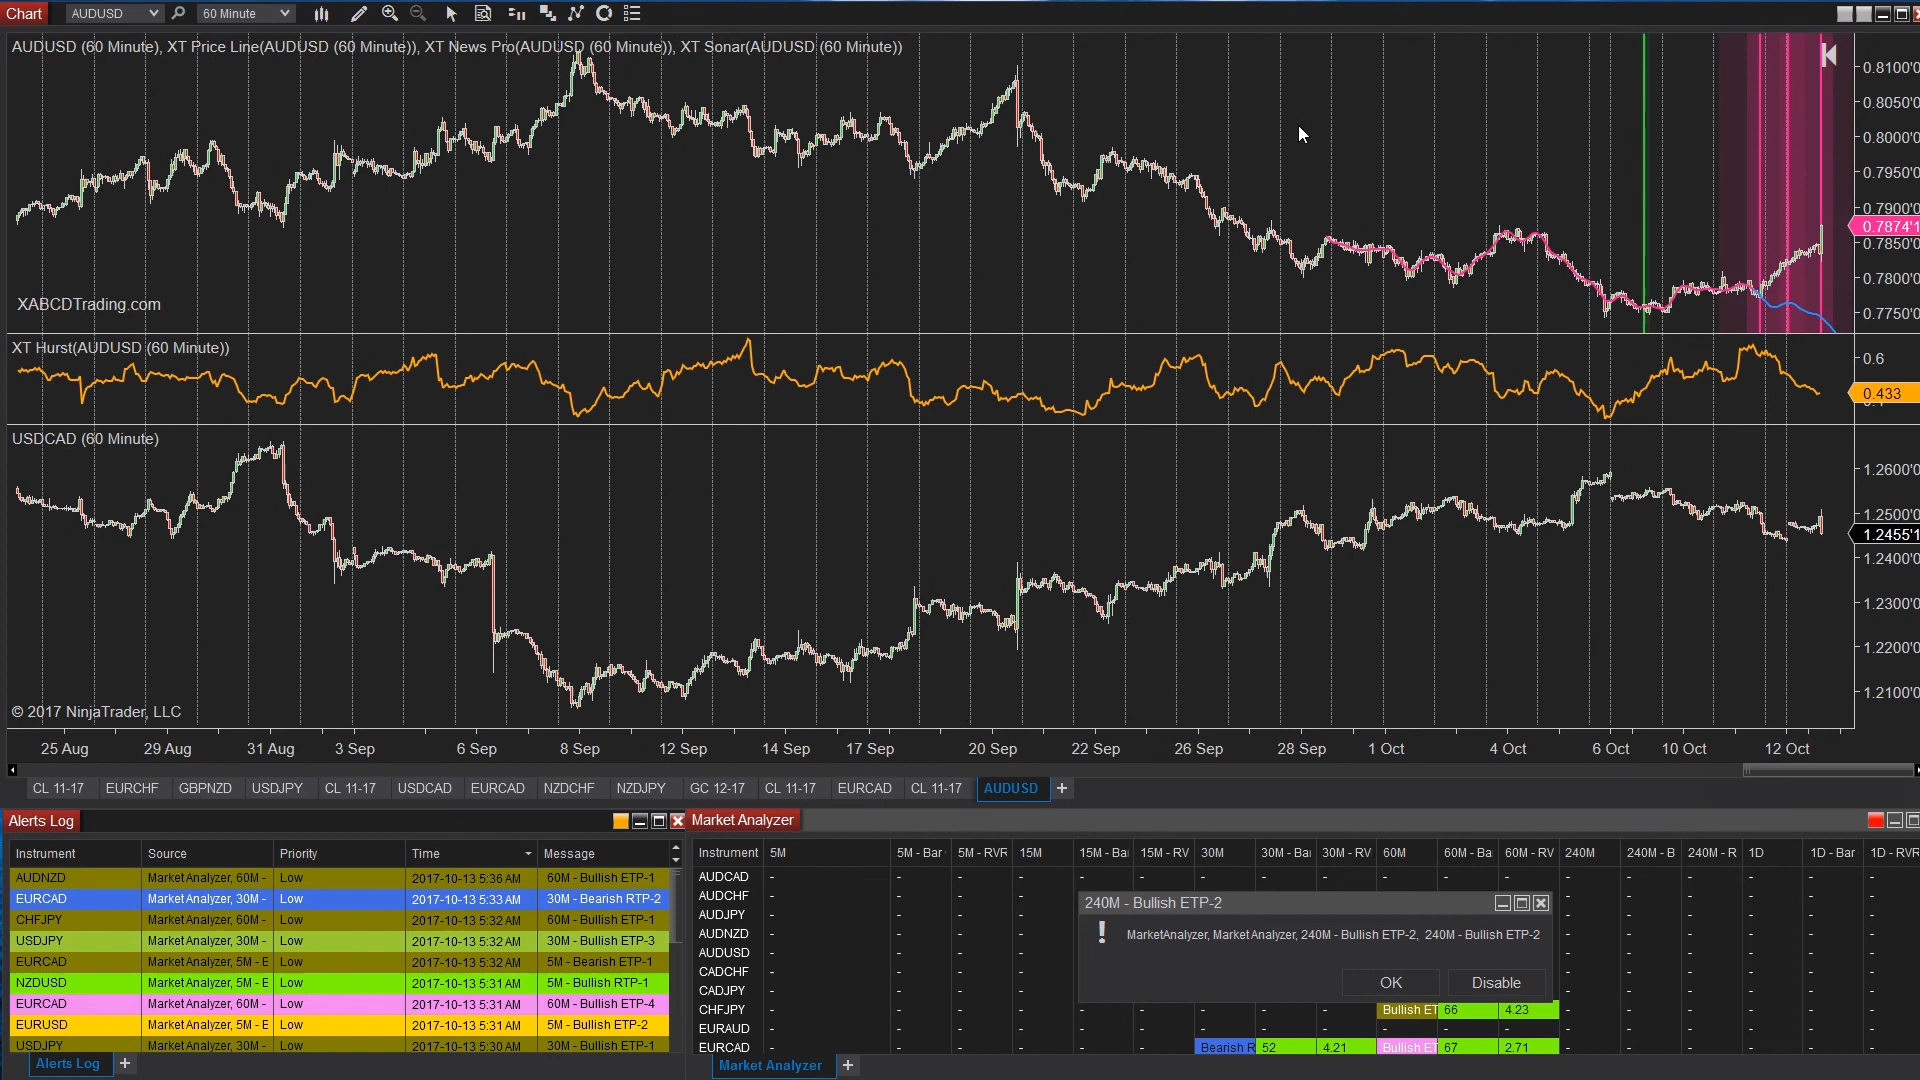 Chart AUDUSD 60 Minute
AUDUSD (60 Minute), XT Price Line(AUDUSD (60 Minute)), XT News Pro(AUDUSD (60 Minute)), XT Sonar(AUDUSD (60 Minute))
0.8100'0
0.8050'0
0.8000'0
0.7950'0
0.7900'0
0.7874'1
0.7850'0
0.7800'0
0.7750'0
XABCDTrading.com
XT Hurst(AUDUSD (60 Minute))
0.6
0.433
USDCAD (60 Minute)
1.2600'0
1.2500'0
1.2455'1
1.2400'0
1.2300'0
1.2200'0
1.2100'0
© 2017 NinjaTrader, LLC
25 Aug 29 Aug 31 Aug 3 Sep 6 Sep 8 Sep 12 Sep 14 Sep 17 Sep 20 Sep 22 Sep 26 Sep 28 Sep 1 Oct 4 Oct 6 Oct 10 Oct 12 Oct
CL 11-17 EURCHF GBPNZD USDJPY CL 11-17 USDCAD EURCAD NZDCHF NZDJPY GC 12-17 CL 11-17 EURCAD CL 11-17 AUDUSD +
Alerts Log
Instrument Source Priority Time Message
AUDNZD Market Analyzer, 60M - Low 2017-10-13 5:36 AM 60M - Bullish ETP-1
EURCAD Market Analyzer, 30M - Low 2017-10-13 5:33 AM 30M - Bearish RTP-2
CHFJPY Market Analyzer, 60M - Low 2017-10-13 5:32 AM 60M - Bullish ETP-1
USDJPY Market Analyzer, 30M - Low 2017-10-13 5:32 AM 30M - Bullish ETP-3
EURCAD Market Analyzer, 5M - E Low 2017-10-13 5:32 AM 5M - Bearish ETP-1
NZDUSD Market Analyzer, 5M - E Low 2017-10-13 5:31 AM 5M - Bullish RTP-1
EURCAD Market Analyzer, 60M - Low 2017-10-13 5:31 AM 60M - Bullish ETP-4
EURUSD Market Analyzer, 5M - E Low 2017-10-13 5:31 AM 5M - Bullish ETP-2
USDJPY Market Analyzer, 30M - Low 2017-10-13 5:30 AM 30M - Bullish ETP-1
Alerts Log +
Market Analyzer
Instrument 5M 5M - Bar 5M - RVR 15M 15M - Ba 15M - RV 30M 30M - Ba 30M - RV 60M 60M - Ba 60M - RV 240M 240M - B 240M - R 1D 1D - Bar 1D - RVR
AUDCAD - - - - - - - - - - - - - - - - - -
AUDCHF - - - - - -
AUDJPY - - - - - -
AUDNZD - - - - - -
AUDUSD - - - - - -
CADCHF - - - - - -
CADJPY - - - - - -
CHFJPY - - - - - - - - - Bullish ET 66 4.23 - - - - - -
EURAUD - - - - - - - - - - - - - - - - - -
EURCAD - - - - - - Bearish R 52 4.21 Bullish ET 67 2.71 - - - - - -
240M - Bullish ETP-2
MarketAnalyzer, Market Analyzer, 240M - Bullish ETP-2, 240M - Bullish ETP-2
OK Disable
Market Analyzer +